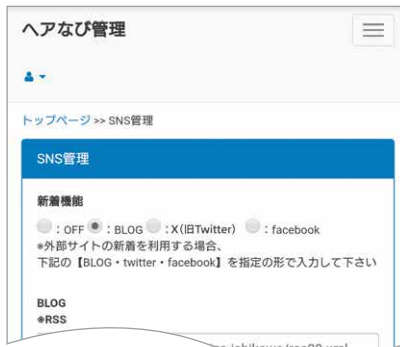 ヘアなび管理
トップページ >> SNS管理
SNS管理
新着機能
: OFF : BLOG : X(旧Twitter) : facebook
※外部サイトの新着を利用する場合、
下記の【BLOG・twitter・facebook】を指定の形で入力して下さい
BLOG
※RSS